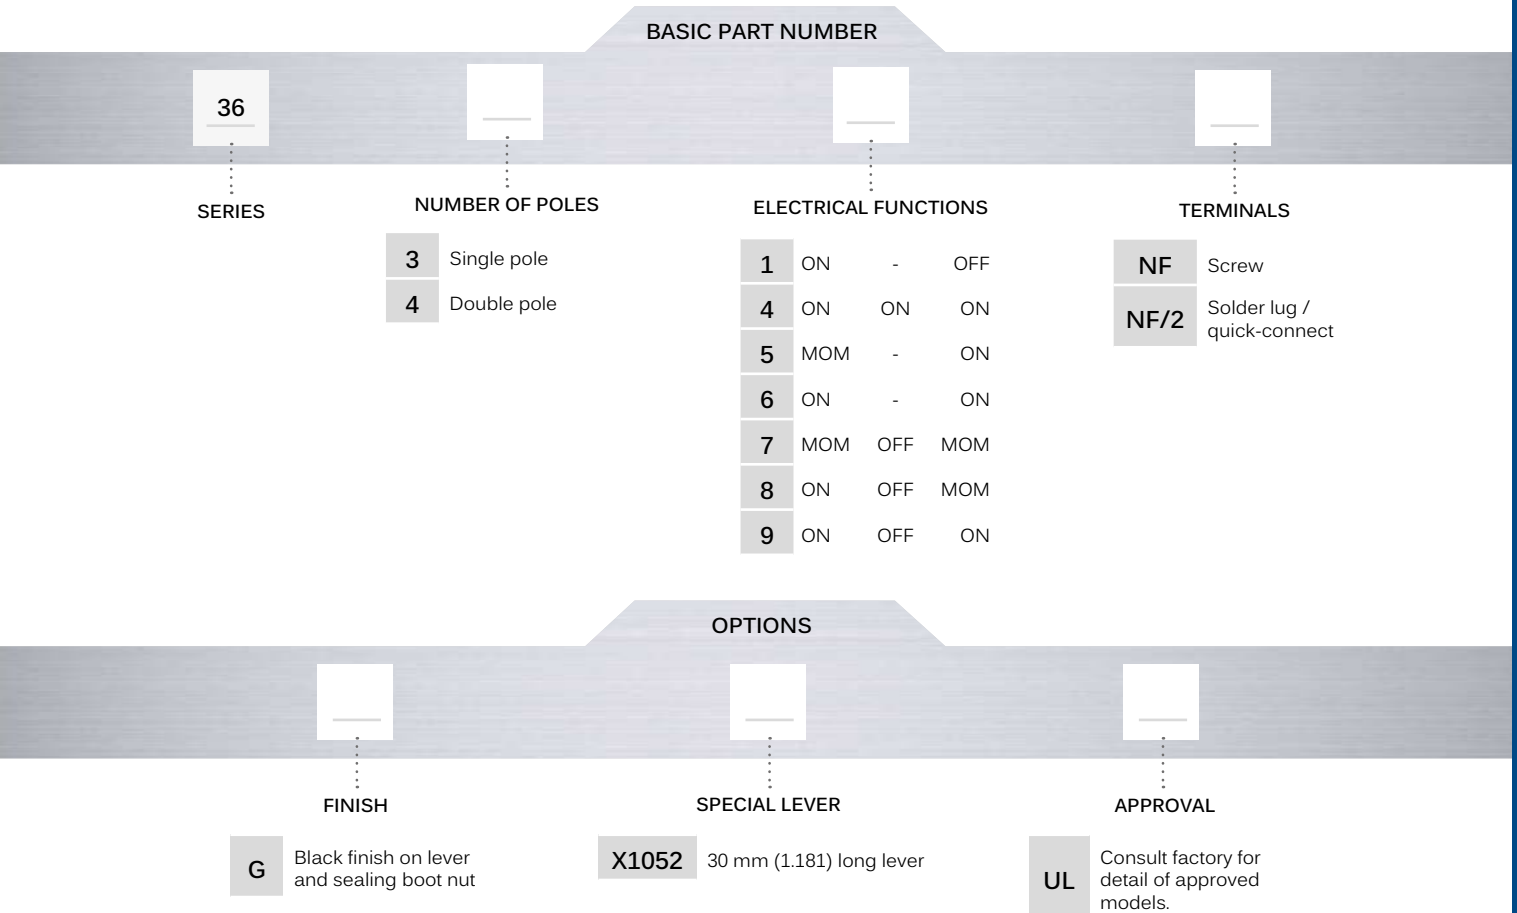 BASIC PART NUMBER
36
SERIES
NUMBER OF POLES
3 Single pole
4 Double pole
ELECTRICAL FUNCTIONS
1 ON - OFF
4 ON ON ON
5 MOM - ON
6 ON - ON
7 MOM OFF MOM
8 ON OFF MOM
9 ON OFF ON
TERMINALS
NF Screw
NF/2 Solder lug /
quick-connect
OPTIONS
FINISH
G Black finish on lever
and sealing boot nut
SPECIAL LEVER
X1052 30 mm (1.181) long lever
APPROVAL
UL Consult factory for
detail of approved
models.